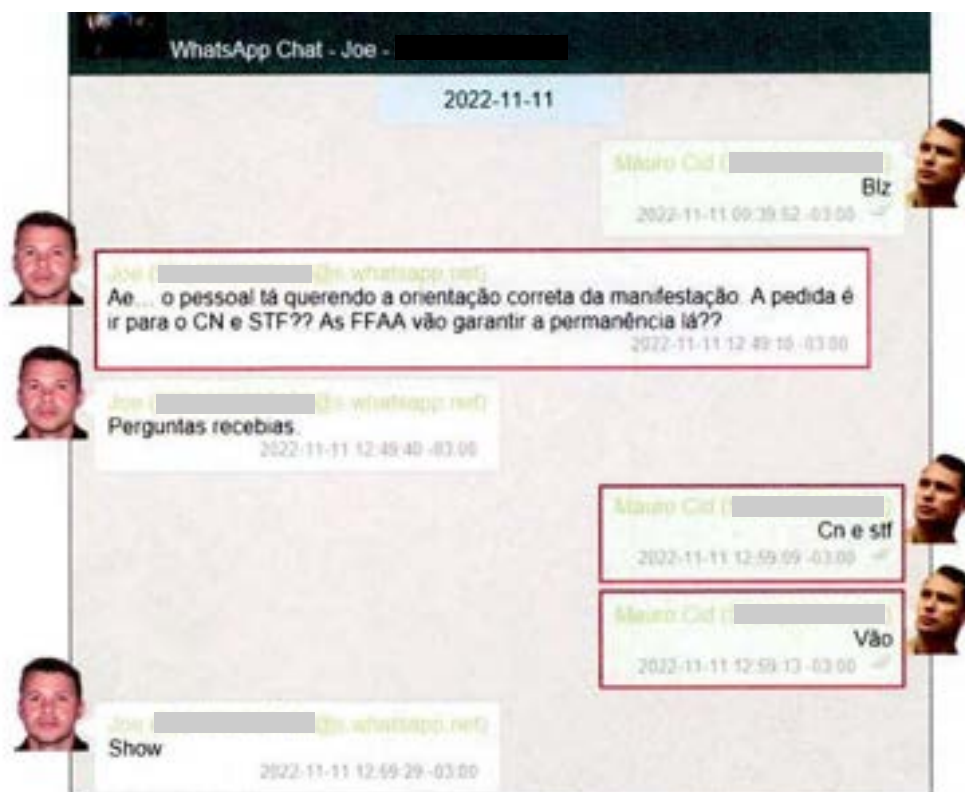 WhatsApp Chat - Joe -
2022-11-11
Mauro Cid (
Blz
2022-11-11 09:39:52 -03:00
Joe ( @s.whatsapp.net)
Ae... o pessoal tá querendo a orientação correta da manifestação. A pedida é
ir para o CN e STF?? As FFAA vão garantir a permanência lá??
2022-11-11 12:49:18 -03:00
Joe ( @s.whatsapp.net)
Perguntas recebias.
2022-11-11 12:49:40 -03:00
Mauro Cid ( )
Cn e stf
2022-11-11 12:59:09 -03:00
Mauro Cid ( )
Vão
2022-11-11 12:59:13 -03:00
Joe ( @s.whatsapp.net)
Show
2022-11-11 12:59:29 -03:00